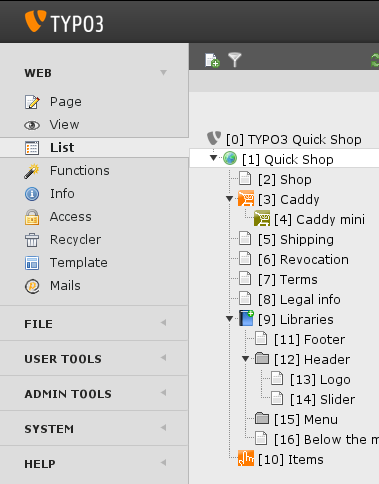 TYPO3
WEB
Page
View
List
Functions
Info
Access
Recycler
Template
Mails
FILE
USER TOOLS
ADMIN TOOLS
SYSTEM
HELP
[0] TYPO3 Quick Shop
[1] Quick Shop
[2] Shop
[3] Caddy
[4] Caddy mini
[5] Shipping
[6] Revocation
[7] Terms
[8] Legal info
[9] Libraries
[11] Footer
[12] Header
[13] Logo
[14] Slider
[15] Menu
[16] Below the m
[10] Items